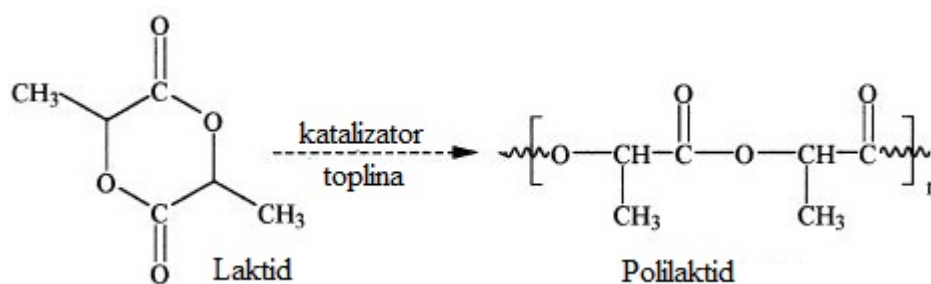 O
CH₃ C
O
O
C CH₃
O
Laktid
katalizator
toplina
O O
O—CH—C—O—CH—C
CH₃ CH₃
Polilaktid